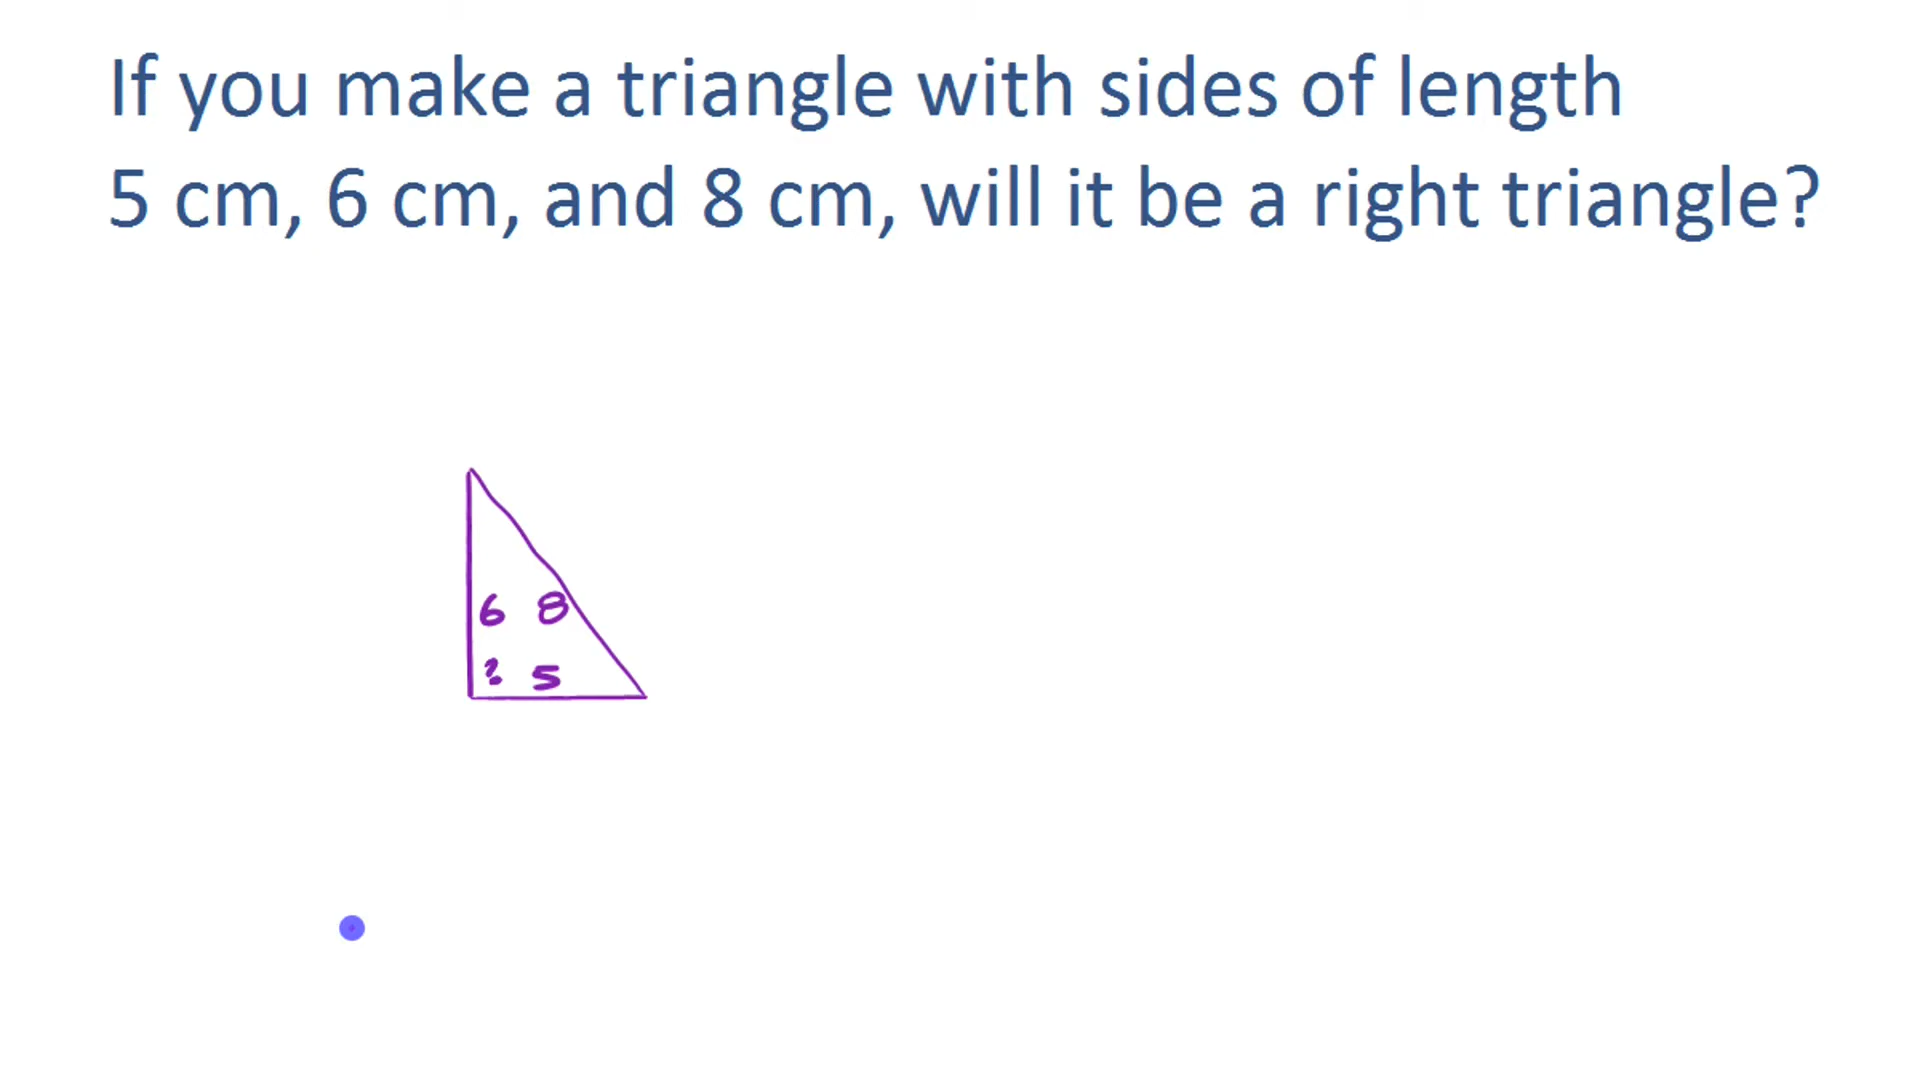 If you make a triangle with sides of length
5 cm, 6 cm, and 8 cm, will it be a right triangle?
6 8
? 5